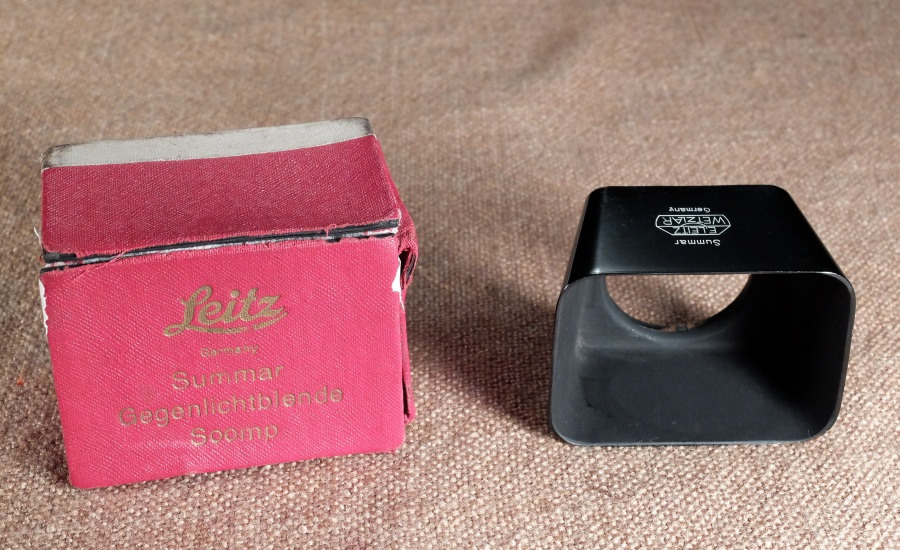 Leitz
Germany
Summar
Gegenlichtblende
Soomp
Summar
E.LEITZ
WETZLAR
Germany